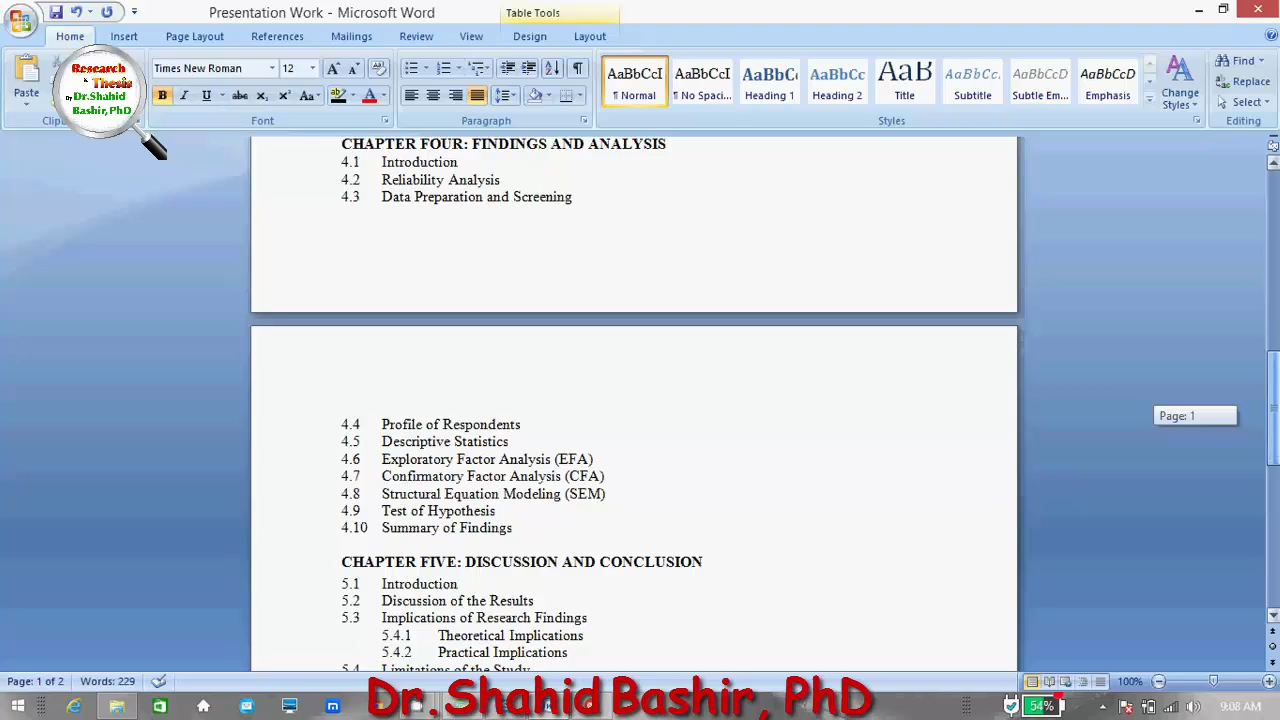 Presentation Work - Microsoft Word
Table Tools
Home
Insert
Page Layout
References
Mailings
Review
View
Design
Layout
Research
Thesis
By Dr.Shahid
Bashir, PhD
Paste
Times New Roman
12
AaBbCcI
AaBbCcI
AaBbCc
AaBbCc
AaB
AaBbCc.
AaBbCcD
AaBbCcD
¶ Normal
¶ No Spaci...
Heading 1
Heading 2
Title
Subtitle
Subtle Em...
Emphasis
Change
Styles
Find
Replace
Select
Font
Paragraph
Styles
Editing
CHAPTER FOUR: FINDINGS AND ANALYSIS
4.1 Introduction
4.2 Reliability Analysis
4.3 Data Preparation and Screening
4.4 Profile of Respondents
4.5 Descriptive Statistics
4.6 Exploratory Factor Analysis (EFA)
4.7 Confirmatory Factor Analysis (CFA)
4.8 Structural Equation Modeling (SEM)
4.9 Test of Hypothesis
4.10 Summary of Findings
Page: 1
CHAPTER FIVE: DISCUSSION AND CONCLUSION
5.1 Introduction
5.2 Discussion of the Results
5.3 Implications of Research Findings
5.4.1 Theoretical Implications
5.4.2 Practical Implications
5.4 Limitations of the Study
Page: 1 of 2
Words: 229
100%
Dr.Shahid Bashir, PhD
54%
9:08 AM